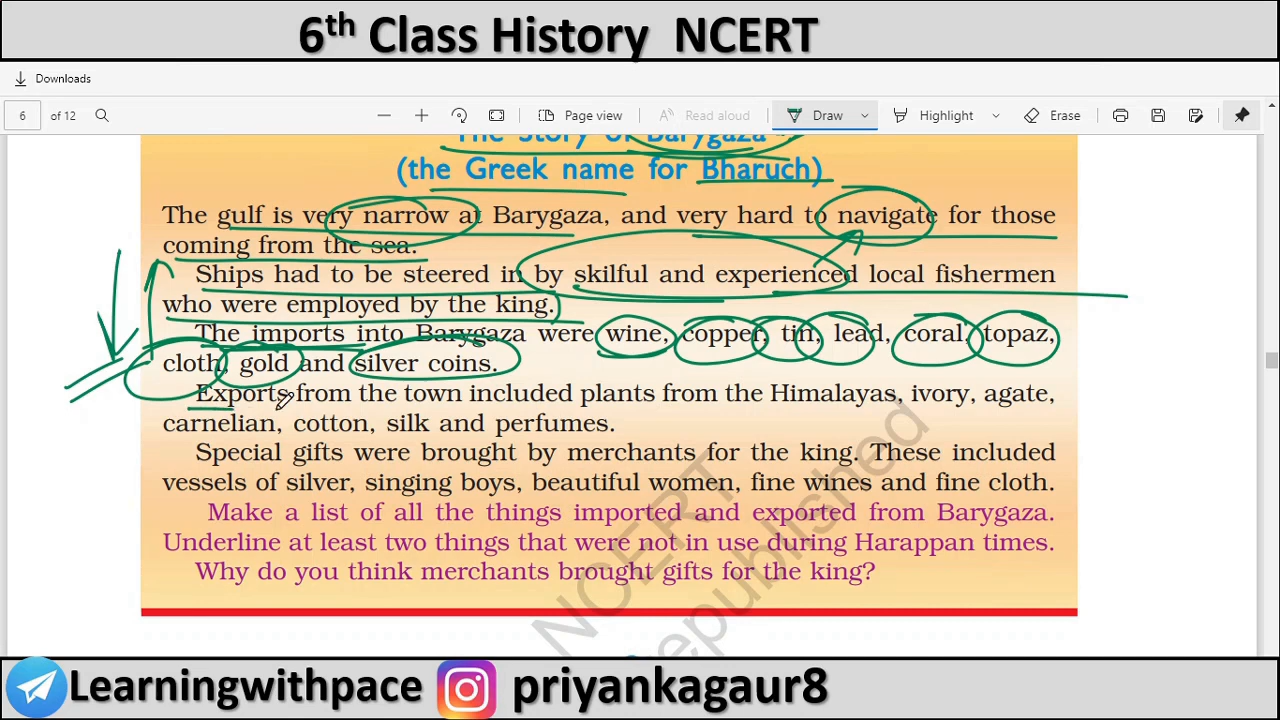 6th Class History NCERT
Downloads
6 of 12 Page view Read aloud Draw Highlight Erase
The Story of Barygaza
(the Greek name for Bharuch)
The gulf is very narrow at Barygaza, and very hard to navigate for those
coming from the sea.
Ships had to be steered in by skilful and experienced local fishermen
who were employed by the king.
The imports into Barygaza were wine, copper, tin, lead, coral, topaz,
cloth, gold and silver coins.
Exports from the town included plants from the Himalayas, ivory, agate,
carnelian, cotton, silk and perfumes.
Special gifts were brought by merchants for the king. These included
vessels of silver, singing boys, beautiful women, fine wines and fine cloth.
Make a list of all the things imported and exported from Barygaza.
Underline at least two things that were not in use during Harappan times.
Why do you think merchants brought gifts for the king?
NCERT
republished
Learningwithpace priyankagaur8